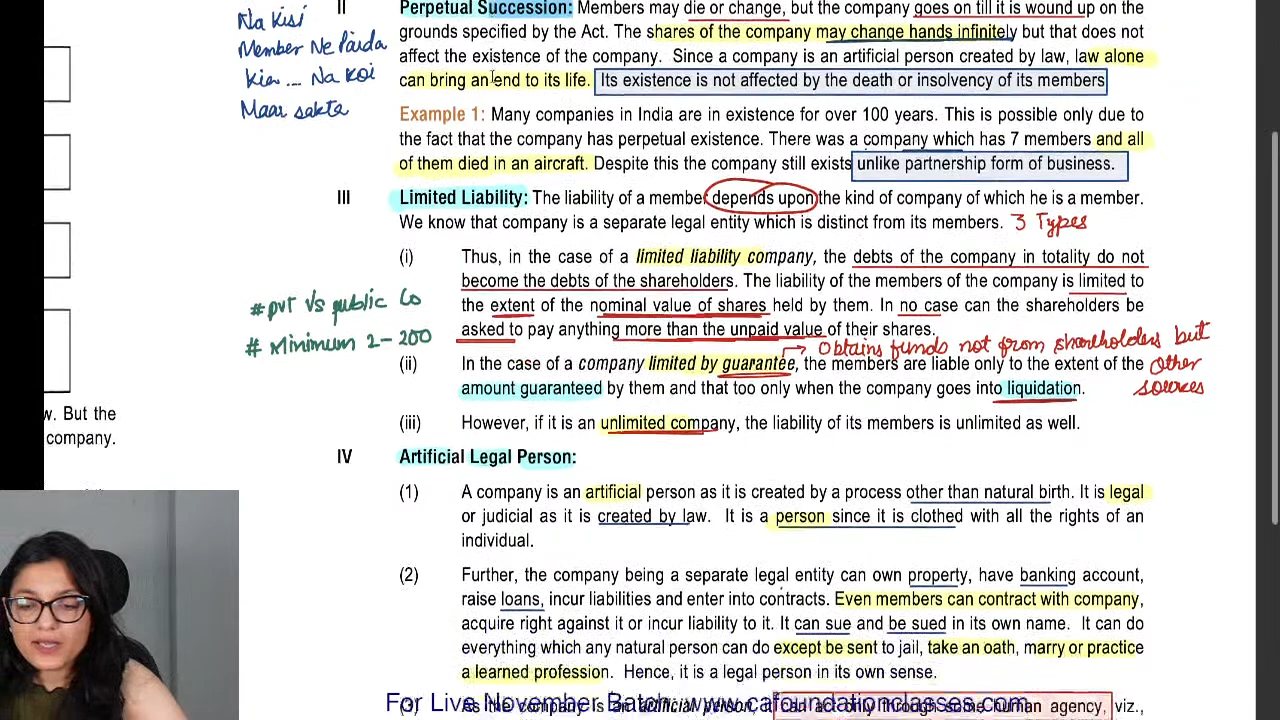 Na Kisi
Member Ne Paida
kia ... Na koi
Maar sakta
II Perpetual Succession: Members may die or change, but the company goes on till it is wound up on the
grounds specified by the Act. The shares of the company may change hands infinitely but that does not
affect the existence of the company. Since a company is an artificial person created by law, law alone
can bring an end to its life. Its existence is not affected by the death or insolvency of its members
Example 1: Many companies in India are in existence for over 100 years. This is possible only due to
the fact that the company has perpetual existence. There was a company which has 7 members and all
of them died in an aircraft. Despite this the company still exists unlike partnership form of business.
III Limited Liability: The liability of a member depends upon the kind of company of which he is a member.
We know that company is a separate legal entity which is distinct from its members. 3 Types
(i) Thus, in the case of a limited liability company, the debts of the company in totality do not
become the debts of the shareholders. The liability of the members of the company is limited to
the extent of the nominal value of shares held by them. In no case can the shareholders be
asked to pay anything more than the unpaid value of their shares.
# pvt Vs public Co
# Minimum 2-200
→ Obtains funds not from shareholders but
other
sources
(ii) In the case of a company limited by guarantee, the members are liable only to the extent of the
amount guaranteed by them and that too only when the company goes into liquidation.
(iii) However, if it is an unlimited company, the liability of its members is unlimited as well.
w. But the
company.
IV Artificial Legal Person:
(1) A company is an artificial person as it is created by a process other than natural birth. It is legal
or judicial as it is created by law. It is a person since it is clothed with all the rights of an
individual.
(2) Further, the company being a separate legal entity can own property, have banking account,
raise loans, incur liabilities and enter into contracts. Even members can contract with company,
acquire right against it or incur liability to it. It can sue and be sued in its own name. It can do
everything which any natural person can do except be sent to jail, take an oath, marry or practice
a learned profession. Hence, it is a legal person in its own sense.
For Live November Batch: www.cafoundationclasses.com
(3) As the company is an artificial person, it can act only through some human agency, viz.,